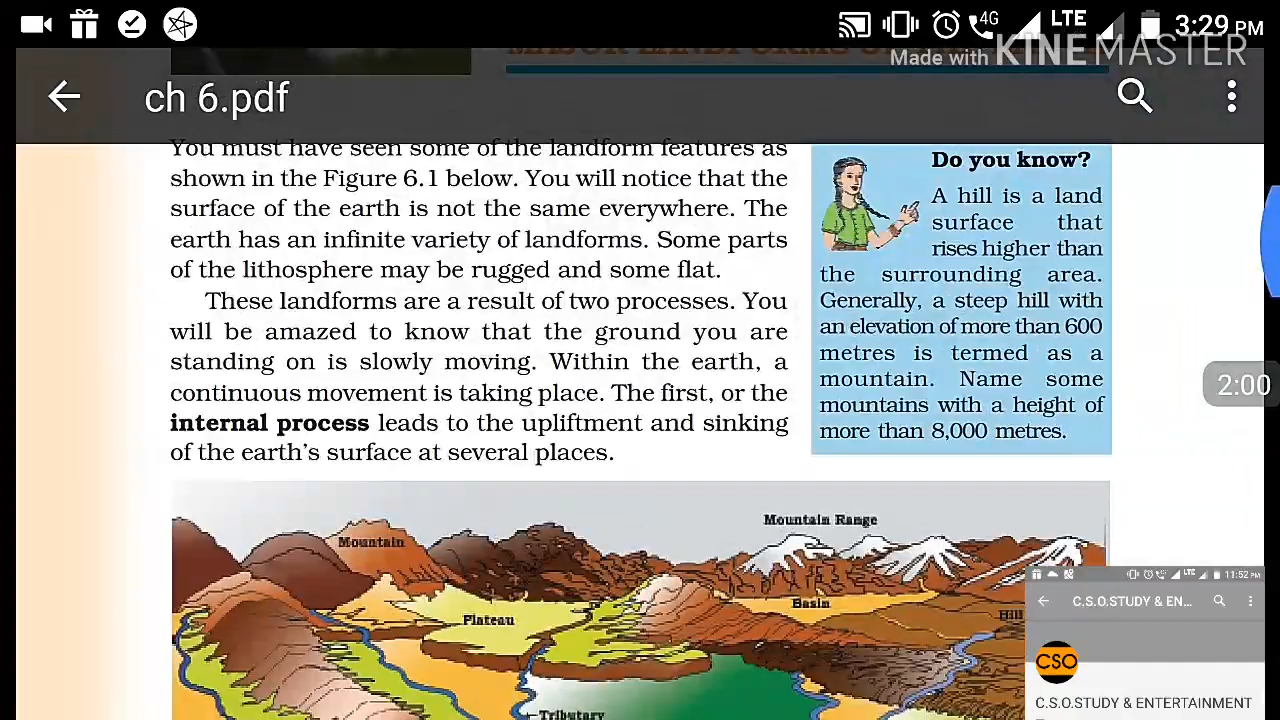 4G LTE 3:29 PM
MAJOR LANDFORMS
Made with KINEMASTER
ch 6.pdf
You must have seen some of the landform features as
shown in the Figure 6.1 below. You will notice that the
surface of the earth is not the same everywhere. The
earth has an infinite variety of landforms. Some parts
of the lithosphere may be rugged and some flat.
These landforms are a result of two processes. You
will be amazed to know that the ground you are
standing on is slowly moving. Within the earth, a
continuous movement is taking place. The first, or the
internal process leads to the upliftment and sinking
of the earth's surface at several places.
Do you know?
A hill is a land
surface that
rises higher than
the surrounding area.
Generally, a steep hill with
an elevation of more than 600
metres is termed as a
mountain. Name some
mountains with a height of
more than 8,000 metres.
2:00
Mountain Range
Mountain
Basin
Plateau
Hill
Tributary
LTE 11:52 PM
C.S.O.STUDY & EN...
CSO
C.S.O.STUDY & ENTERTAINMENT